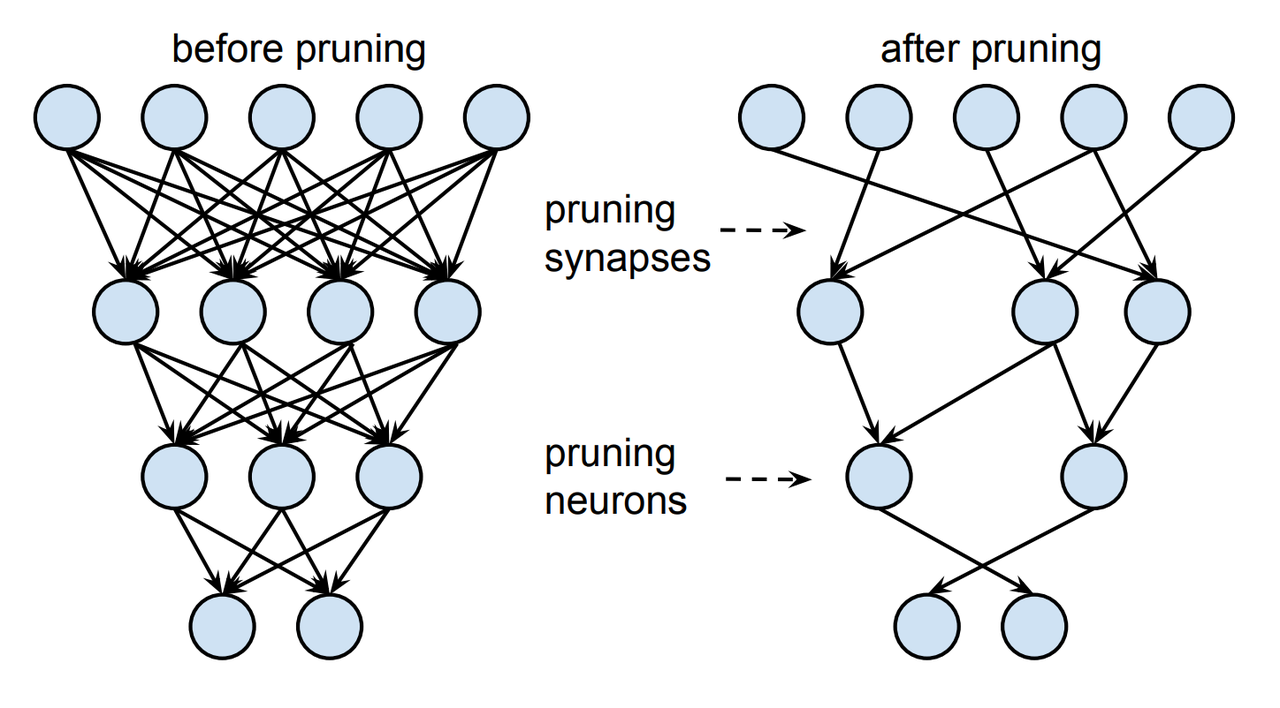 before pruning
after pruning
pruning
synapses
pruning
neurons